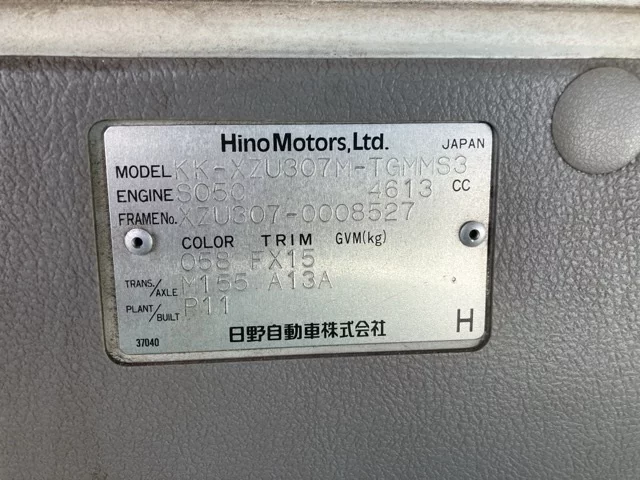 Hino Motors, Ltd. JAPAN
MODEL KK-XZU307M-TGMMS3
ENGINE S05C 4613 CC
FRAME No. XZU307-0008527
COLOR TRIM GVM(kg)
058 FX15
TRANS./AXLE M155 A13A
PLANT/BUILT P11
37040 日野自動車株式会社 H